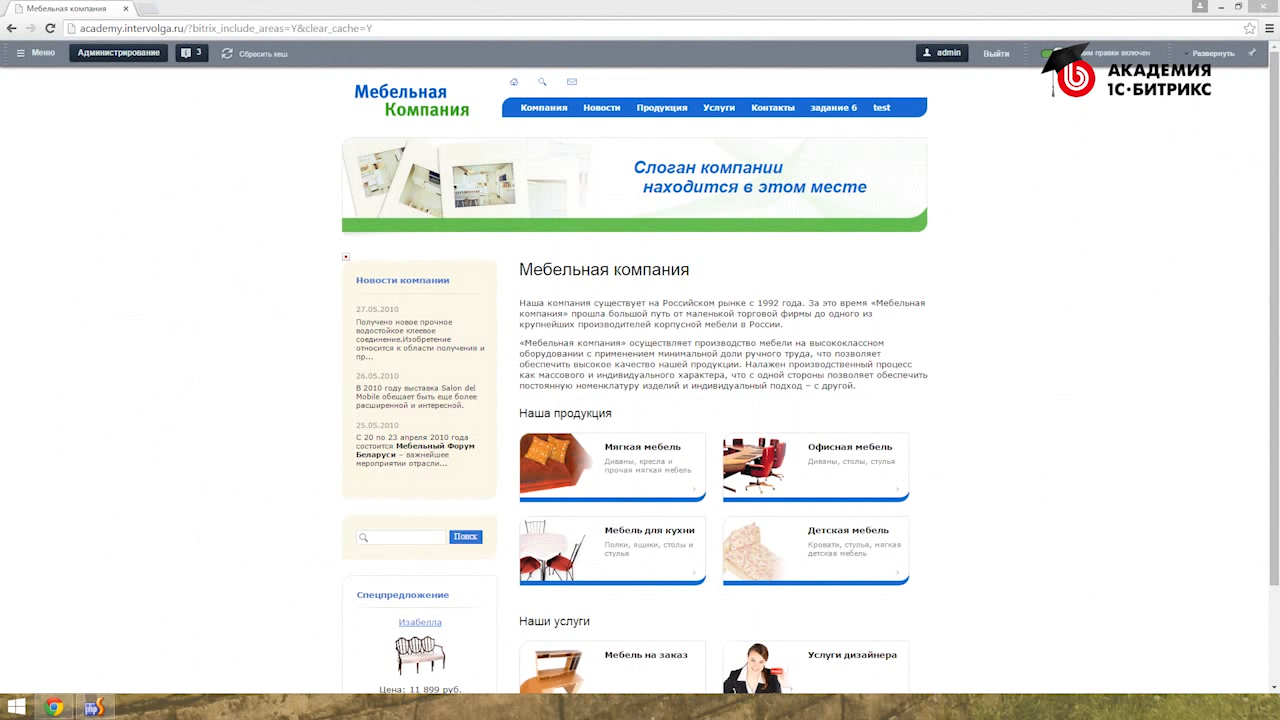 Мебельная компания
academy.intervolga.ru/?bitrix_include_areas=Y&clear_cache=Y
Меню
Администрирование
3
Сбросить кеш
admin
Выйти
правки включен
Развернуть
АКАДЕМИЯ
1С·БИТРИКС
Мебельная
Компания
Компания Новости Продукция Услуги Контакты задание 6 test
Слоган компании
находится в этом месте
Новости компании
27.05.2010
Получено новое прочное
водостойкое клеевое
соединение.Изобретение
относится к области получения и
пр...
26.05.2010
В 2010 году выставка Salon del
Mobile обещает быть еще более
расширенной и интересной.
25.05.2010
С 20 по 23 апреля 2010 года
состоится Мебельный Форум
Беларуси – важнейшее
мероприятии отрасли...
Поиск
Спецпредложение
Изабелла
Цена: 11 899 руб.
Мебельная компания
Наша компания существует на Российском рынке с 1992 года. За это время «Мебельная
компания» прошла большой путь от маленькой торговой фирмы до одного из
крупнейших производителей корпусной мебели в России.
«Мебельная компания» осуществляет производство мебели на высококлассном
оборудовании с применением минимальной доли ручного труда, что позволяет
обеспечить высокое качество нашей продукции. Налажен производственный процесс
как массового и индивидуального характера, что с одной стороны позволяет обеспечить
постоянную номенклатуру изделий и индивидуальный подход – с другой.
Наша продукция
Мягкая мебель
Диваны, кресла и
прочая мягкая мебель
Офисная мебель
Диваны, столы, стулья
Мебель для кухни
Полки, ящики, столы и
стулья
Детская мебель
Кровати, стулья, мягкая
детская мебель
Наши услуги
Мебель на заказ
Услуги дизайнера